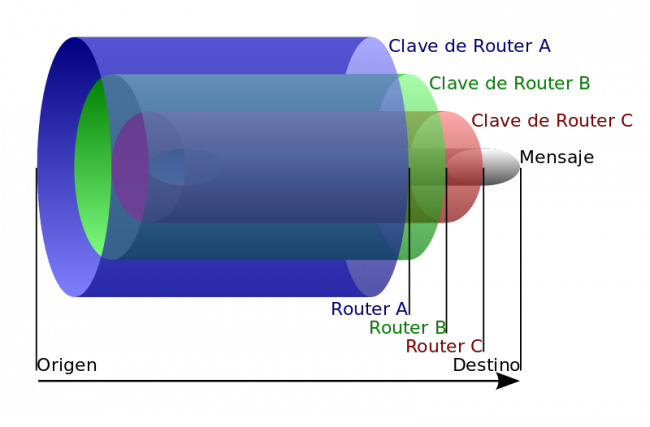 Clave de Router A
Clave de Router B
Clave de Router C
Mensaje
Router A
Router B
Router C
Origen
Destino